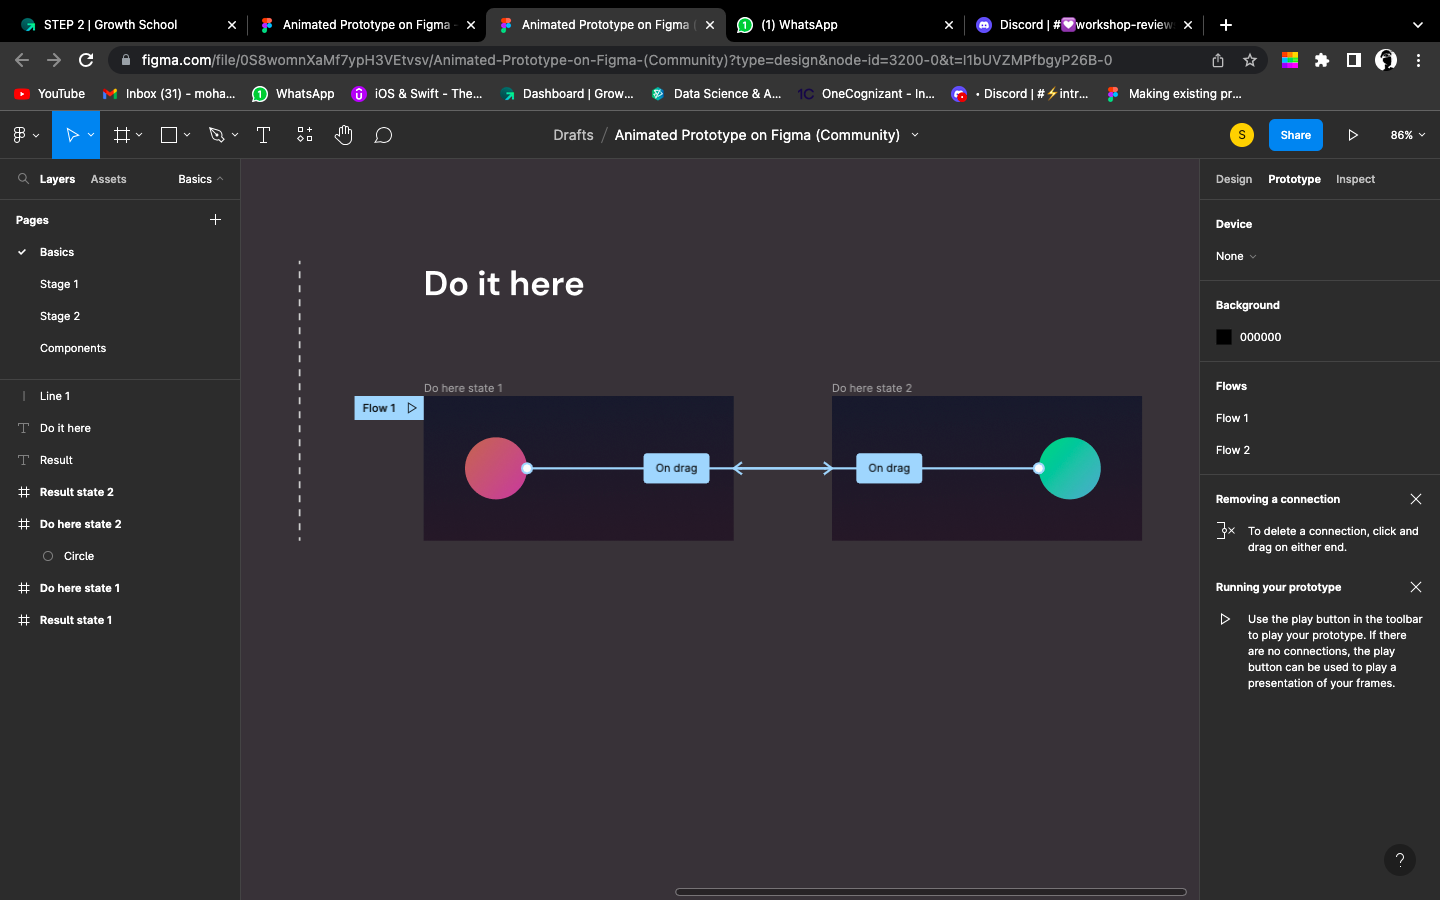 STEP 2 | Growth School
Animated Prototype on Figma -
Animated Prototype on Figma (
(1) WhatsApp
Discord | #💟workshop-review
figma.com/file/0S8womnXaMf7ypH3VEtvsv/Animated-Prototype-on-Figma-(Community)?type=design&node-id=3200-0&t=I1bUVZMPfbgyP26B-0
YouTube
Inbox (31) - moha...
WhatsApp
iOS & Swift - The...
Dashboard | Grow...
Data Science & A...
1C OneCognizant - In...
• Discord | #⚡intr...
Making existing pr...
Drafts / Animated Prototype on Figma (Community)
S
Share
86%
Layers
Assets
Basics
Pages
Basics
Stage 1
Stage 2
Components
Line 1
Do it here
Result
Result state 2
Do here state 2
Circle
Do here state 1
Result state 1
Do it here
Do here state 1
Do here state 2
Flow 1
On drag
On drag
Design
Prototype
Inspect
Device
None
Background
000000
Flows
Flow 1
Flow 2
Removing a connection
To delete a connection, click and
drag on either end.
Running your prototype
Use the play button in the toolbar
to play your prototype. If there
are no connections, the play
button can be used to play a
presentation of your frames.
?